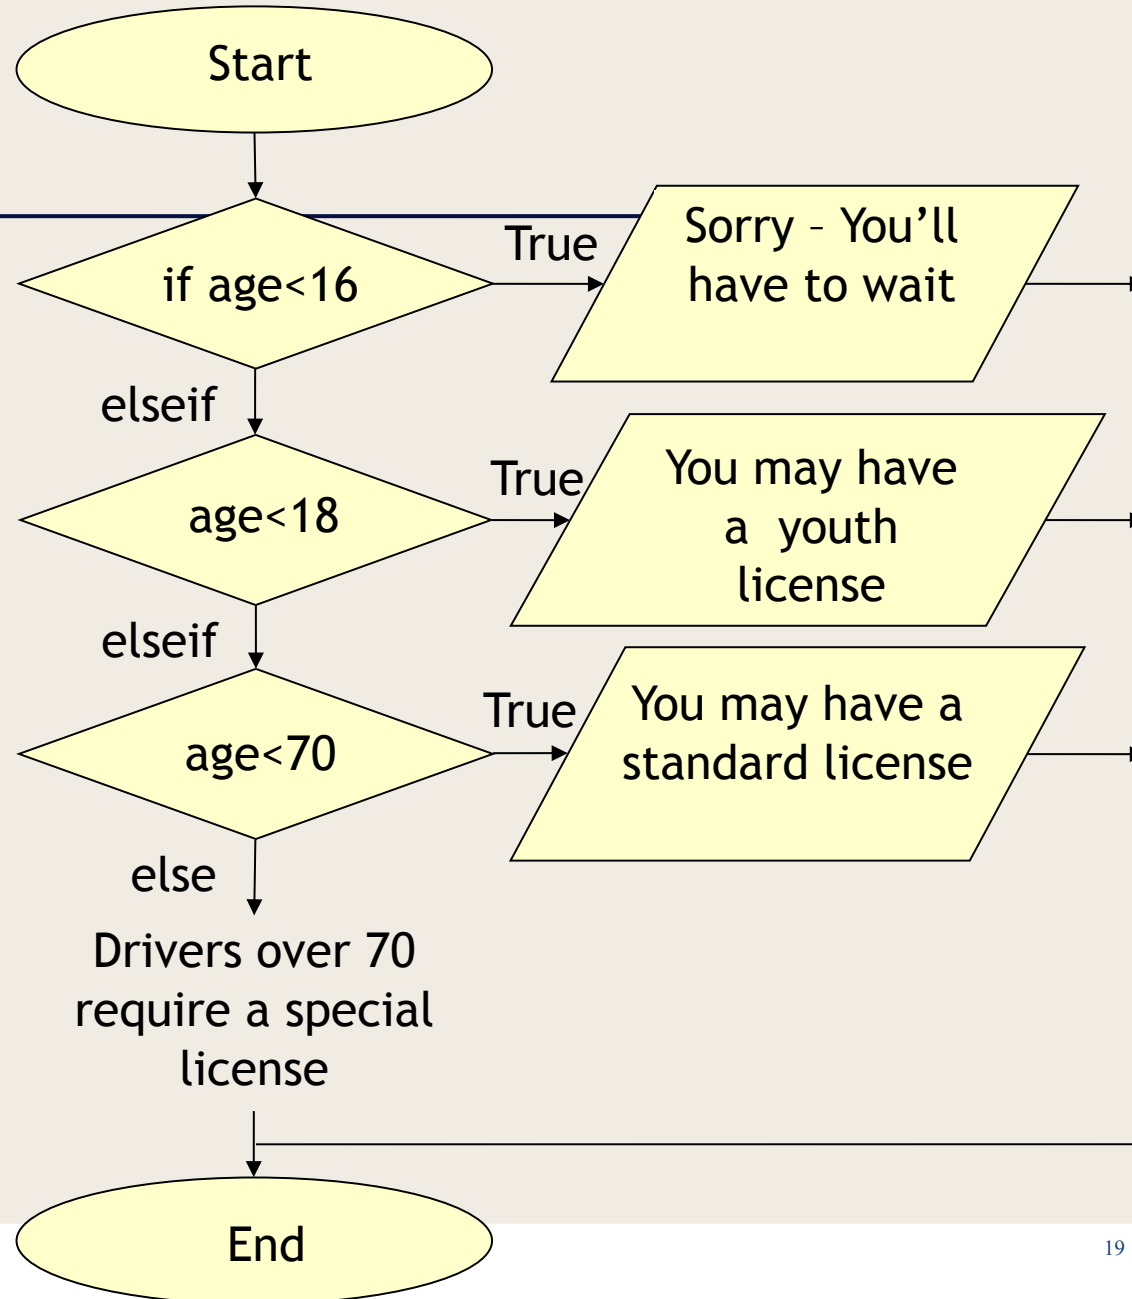 Start
if age<16
True
Sorry – You’ll
have to wait
elseif
age<18
True
You may have
a youth
license
elseif
age<70
True
You may have a
standard license
else
Drivers over 70
require a special
license
End
19